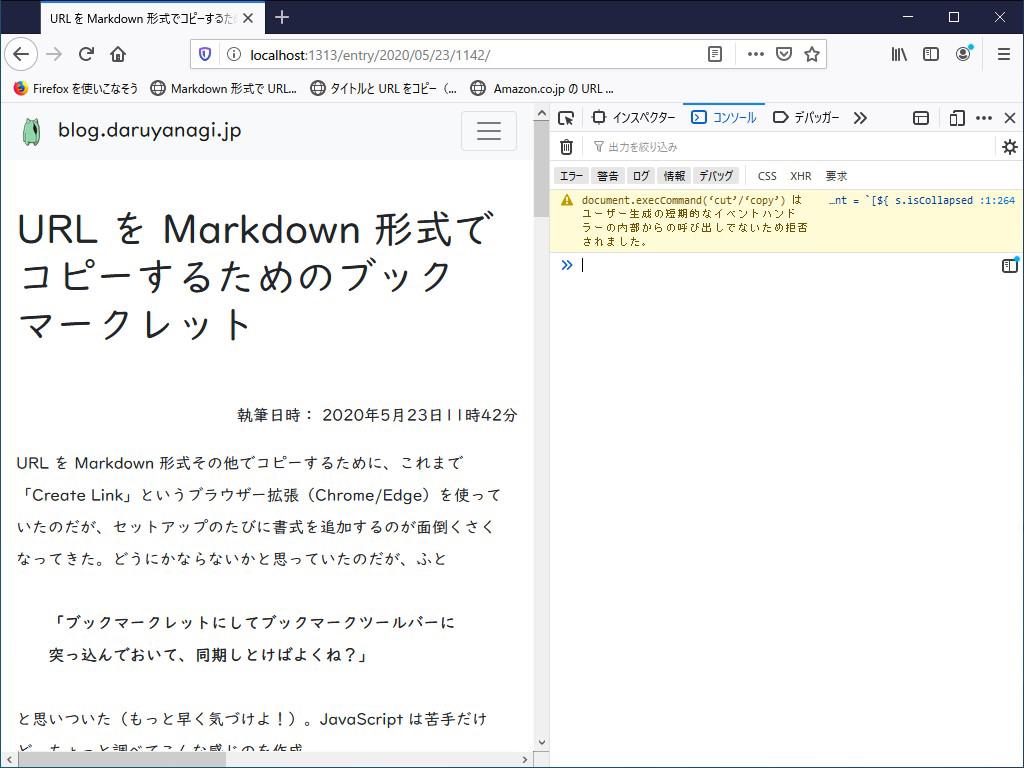 URL を Markdown 形式でコピーするた
localhost:1313/entry/2020/05/23/1142/
Firefox を使いこなそう Markdown 形式で URL... タイトルと URL をコピー（... Amazon.co.jp の URL ...
blog.daruyanagi.jp
URL を Markdown 形式で
コピーするためのブック
マークレット
執筆日時： 2020年5月23日11時42分
URL を Markdown 形式その他でコピーするために、これまで
「Create Link」というブラウザー拡張（Chrome/Edge）を使って
いたのだが、セットアップのたびに書式を追加するのが面倒くさく
なってきた。どうにかならないかと思っていたのだが、ふと
「ブックマークレットにしてブックマークツールバーに
突っ込んでおいて、同期しとけばよくね？」
と思いついた（もっと早く気づけよ！）。JavaScript は苦手だけ
ど、ちょっと調べてこんな感じのを作成
インスペクター コンソール デバッガー
出力を絞り込み
エラー 警告 ログ 情報 デバッグ CSS XHR 要求
document.execCommand(‘cut’/‘copy’) は …nt = `[${ s.isCollapsed :1:264
ユーザー生成の短期的なイベントハンド
ラーの内部からの呼び出しでないため拒否
されました。